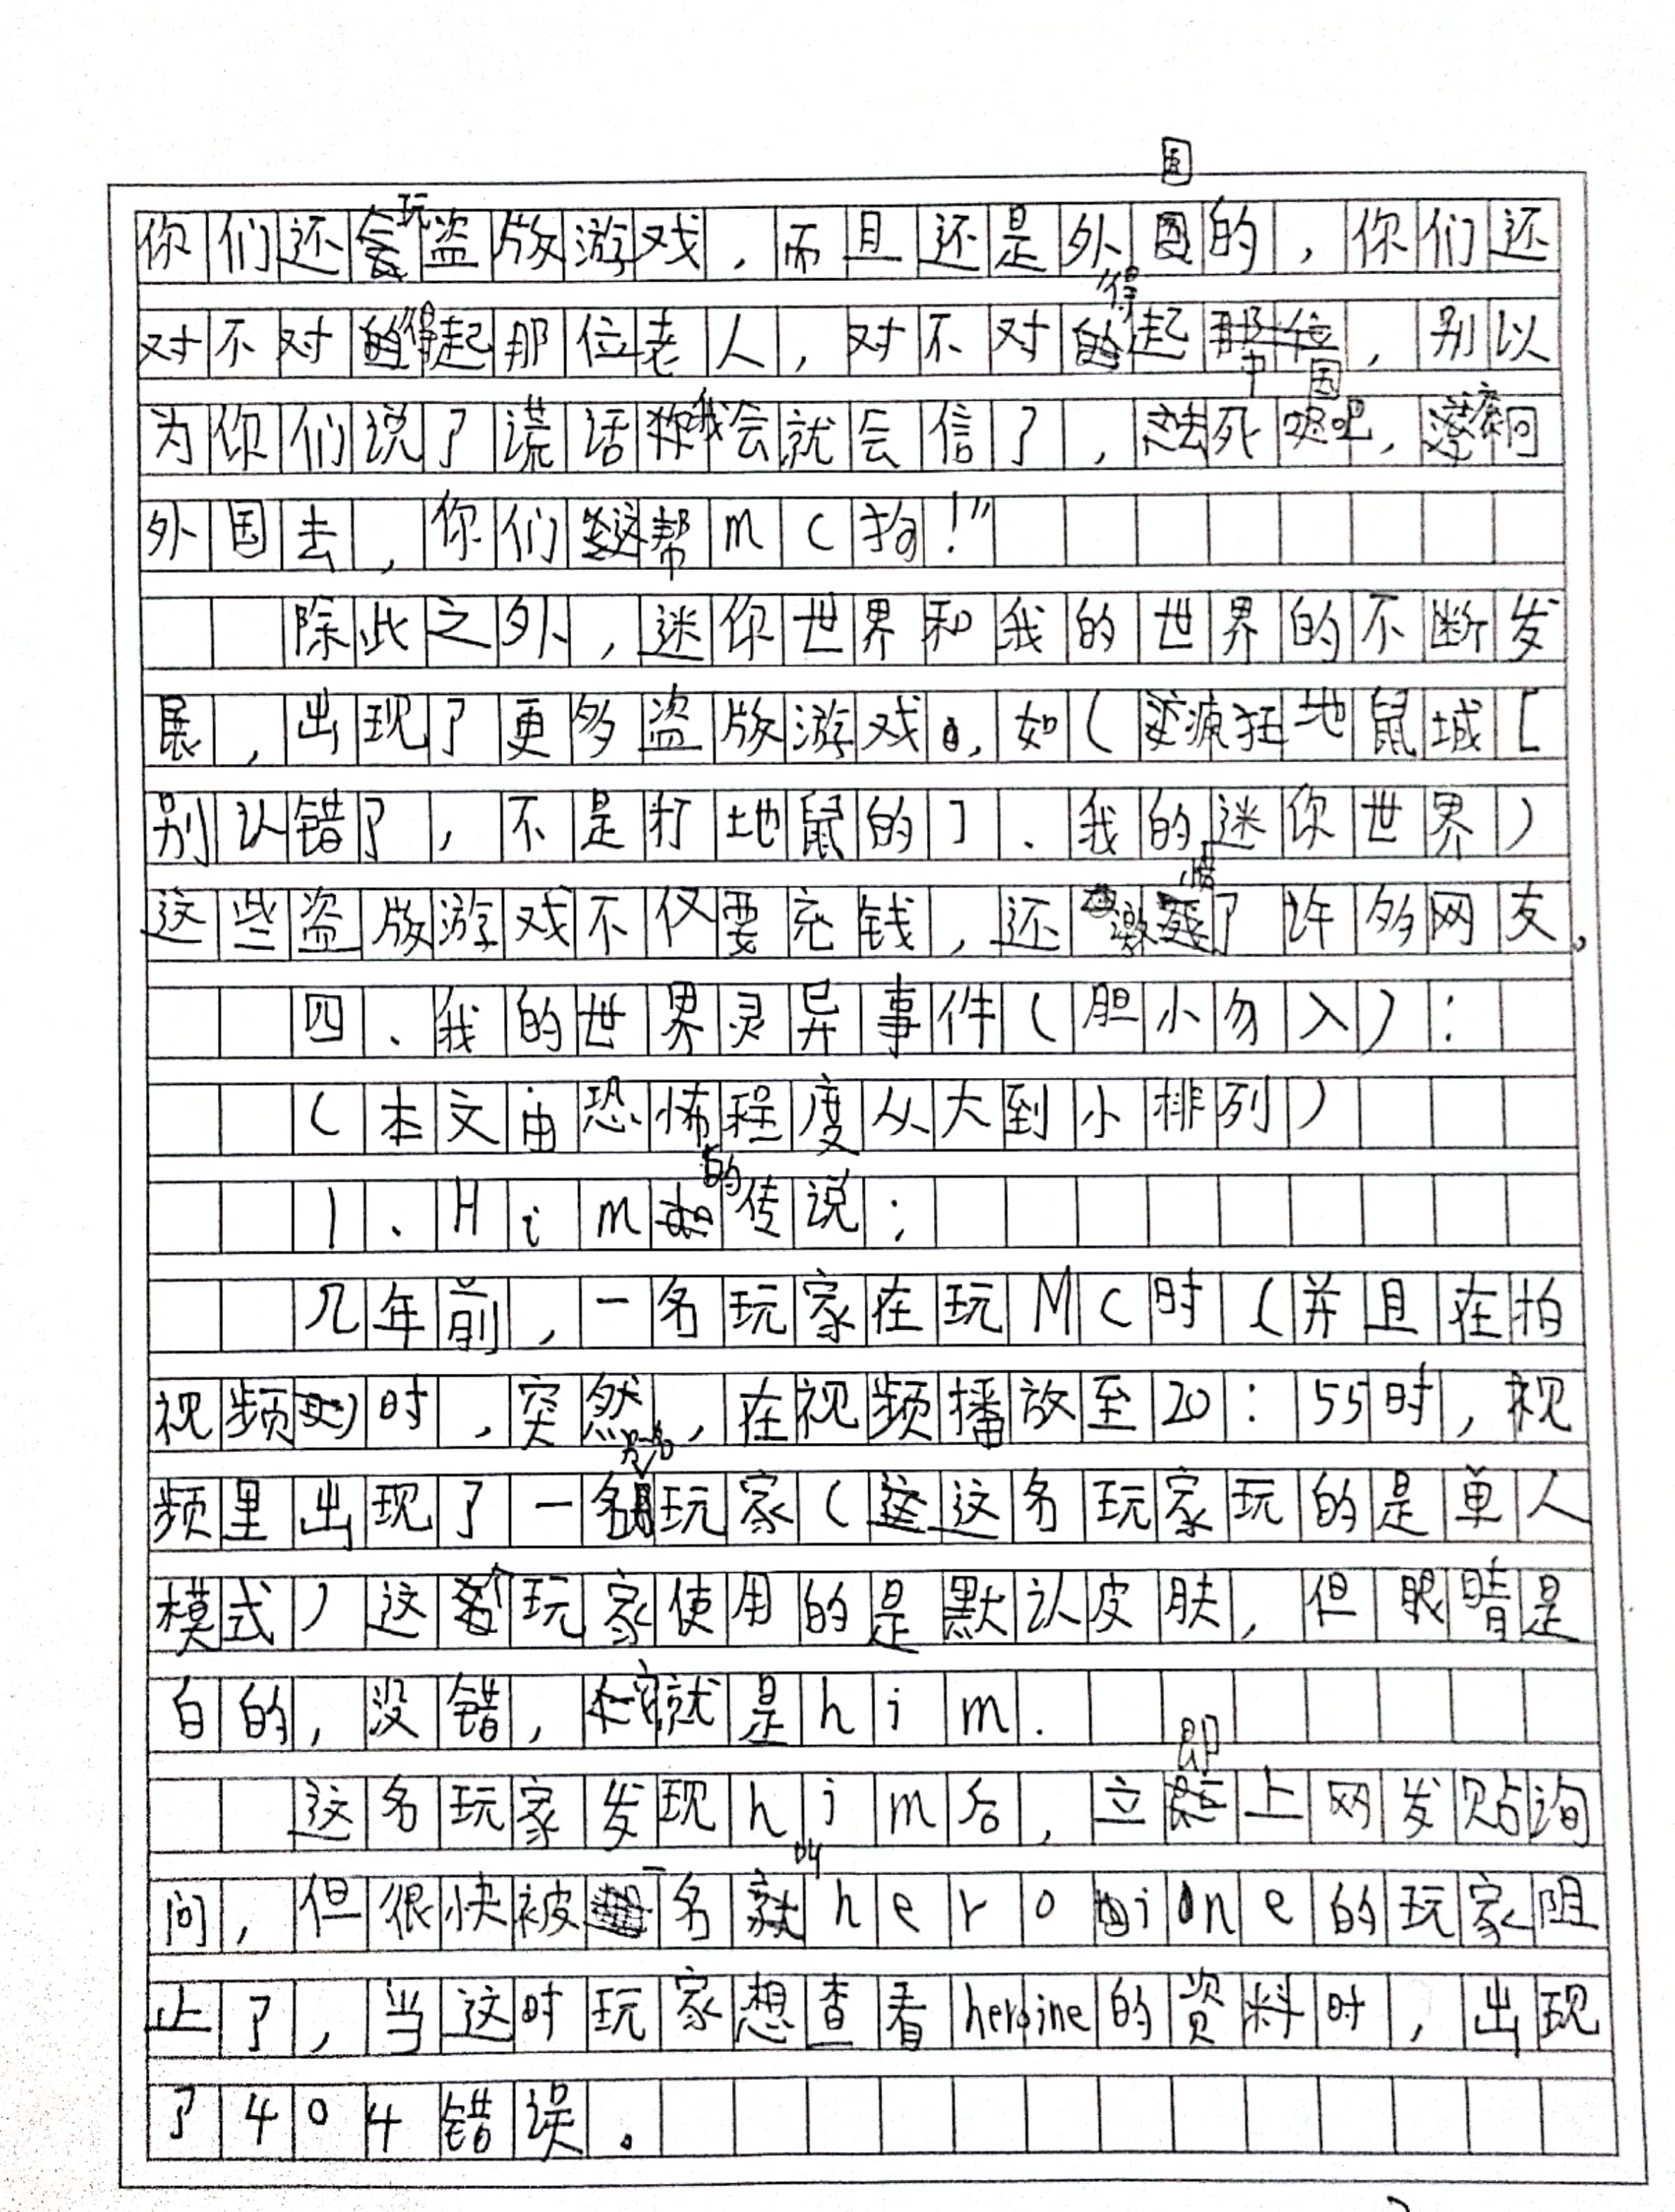 你们还玩盗版游戏，而且还是外国的，你们还
对不对得起那位老人，对不对得起中国，别以
为你们说了谎话我会就会信了，去死吧，滚回
外国去，你们这帮mc狗！”
除此之外，迷你世界和我的世界的不断发
展，出现了更多盗版游戏。如（疯狂地鼠城［
别认错了，不是打地鼠的］、我的迷你世界）
这些盗版游戏不仅要充钱，还激了许多网友。
四、我的世界灵异事件（胆小勿入）：
（本文由恐怖程度从大到小排列）
1、Him的传说：
几年前，一名玩家在玩MC时（并且在拍
视频）时，突然，在视频播放至20：55时，视
频里出现了一名玩家（这这名玩家玩的是单人
模式）这个玩家使用的是默认皮肤，但眼睛是
白的，没错，它就是him.
这名玩家发现him后，立即上网发贴询
问，但很快被一名叫heroine的玩家阻
止了，当这时玩家想查看heroine的资料时，出现
了404错误。